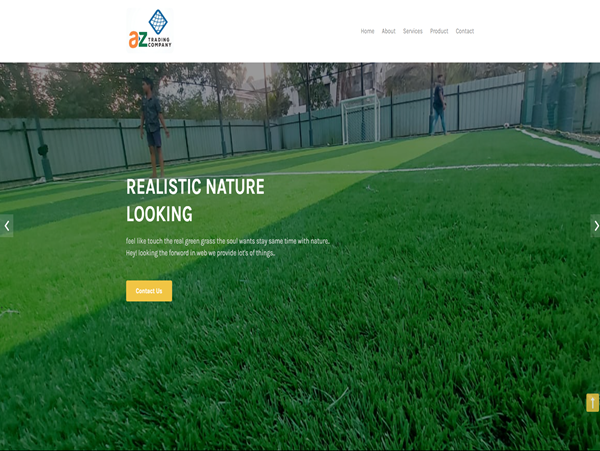 az TRADING
COMPANY
Home About Services Product Contact
REALISTIC NATURE
LOOKING
feel like touch the real green grass the soul wants stay same time with nature.
Hey! looking the forword in web we provide lot's of things.
Contact Us